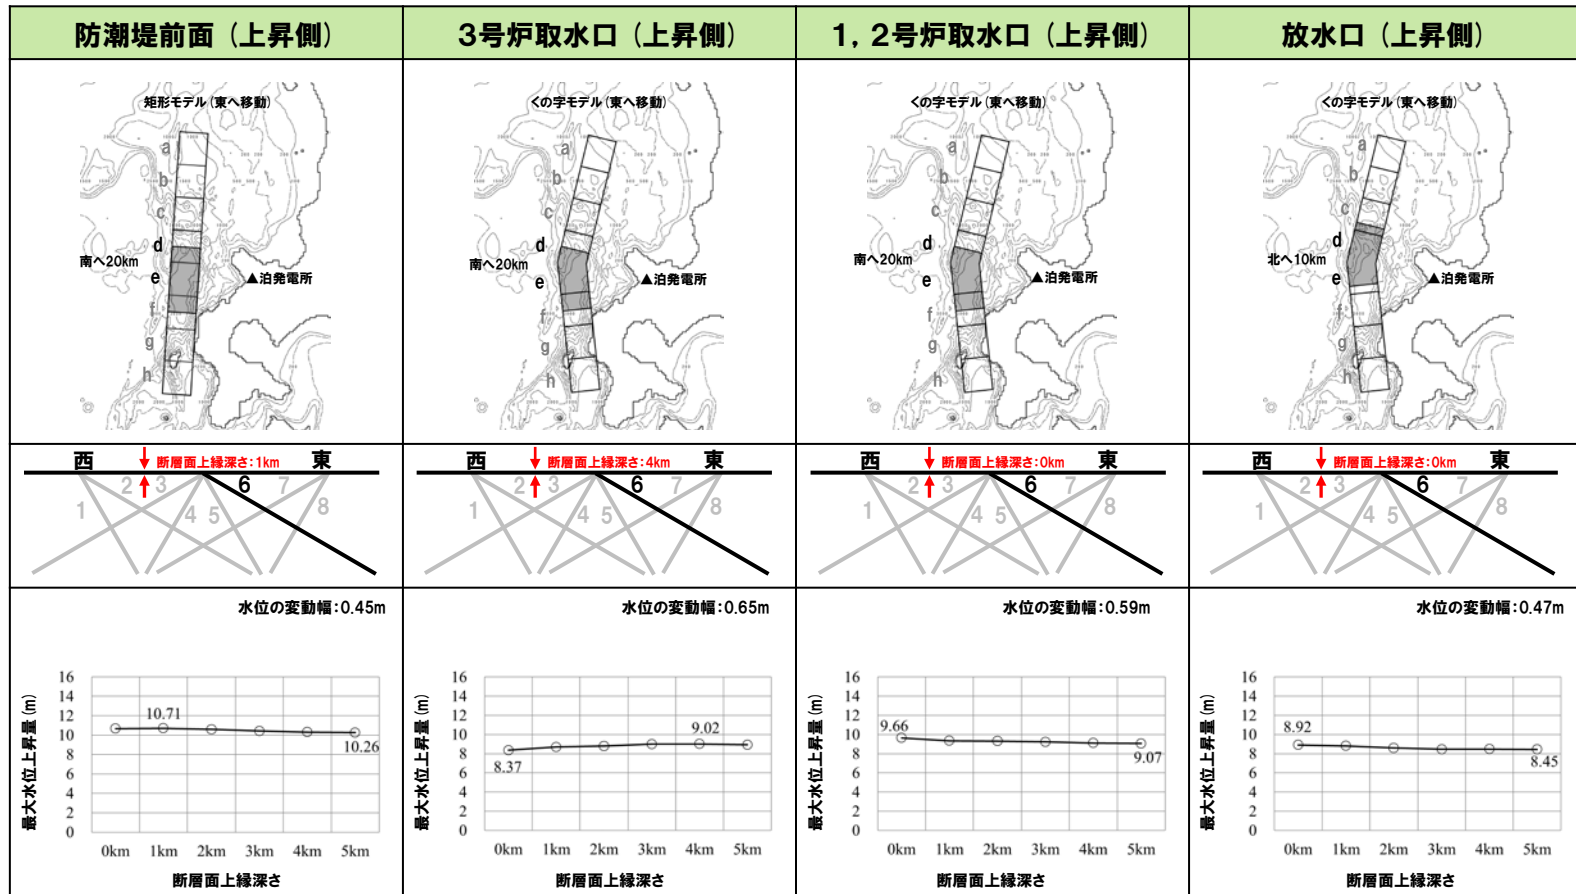 防潮堤前面（上昇側）
3号炉取水口（上昇側）
1，2号炉取水口（上昇側）
放水口（上昇側）
矩形モデル（東へ移動）
a
b
c
d
南へ20km
e
▲泊発電所
f
g
h
くの字モデル（東へ移動）
a
b
c
d
南へ20km
e
▲泊発電所
f
g
h
くの字モデル（東へ移動）
a
b
c
d
南へ20km
e
▲泊発電所
f
g
h
くの字モデル（東へ移動）
a
b
c
d
北へ10km
e
▲泊発電所
f
g
h
西 断層面上縁深さ：1km 東
1 2 3 4 5 6 7 8
西 断層面上縁深さ：4km 東
1 2 3 4 5 6 7 8
西 断層面上縁深さ：0km 東
1 2 3 4 5 6 7 8
西 断層面上縁深さ：0km 東
1 2 3 4 5 6 7 8
水位の変動幅：0.45m
最大水位上昇量（m）
16
14
12
10
8
6
4
2
0
10.71
10.26
0km 1km 2km 3km 4km 5km
断層面上縁深さ
水位の変動幅：0.65m
最大水位上昇量（m）
16
14
12
10
8
6
4
2
0
9.02
8.37
0km 1km 2km 3km 4km 5km
断層面上縁深さ
水位の変動幅：0.59m
最大水位上昇量（m）
16
14
12
10
8
6
4
2
0
9.66
9.07
0km 1km 2km 3km 4km 5km
断層面上縁深さ
水位の変動幅：0.47m
最大水位上昇量（m）
16
14
12
10
8
6
4
2
0
8.92
8.45
0km 1km 2km 3km 4km 5km
断層面上縁深さ